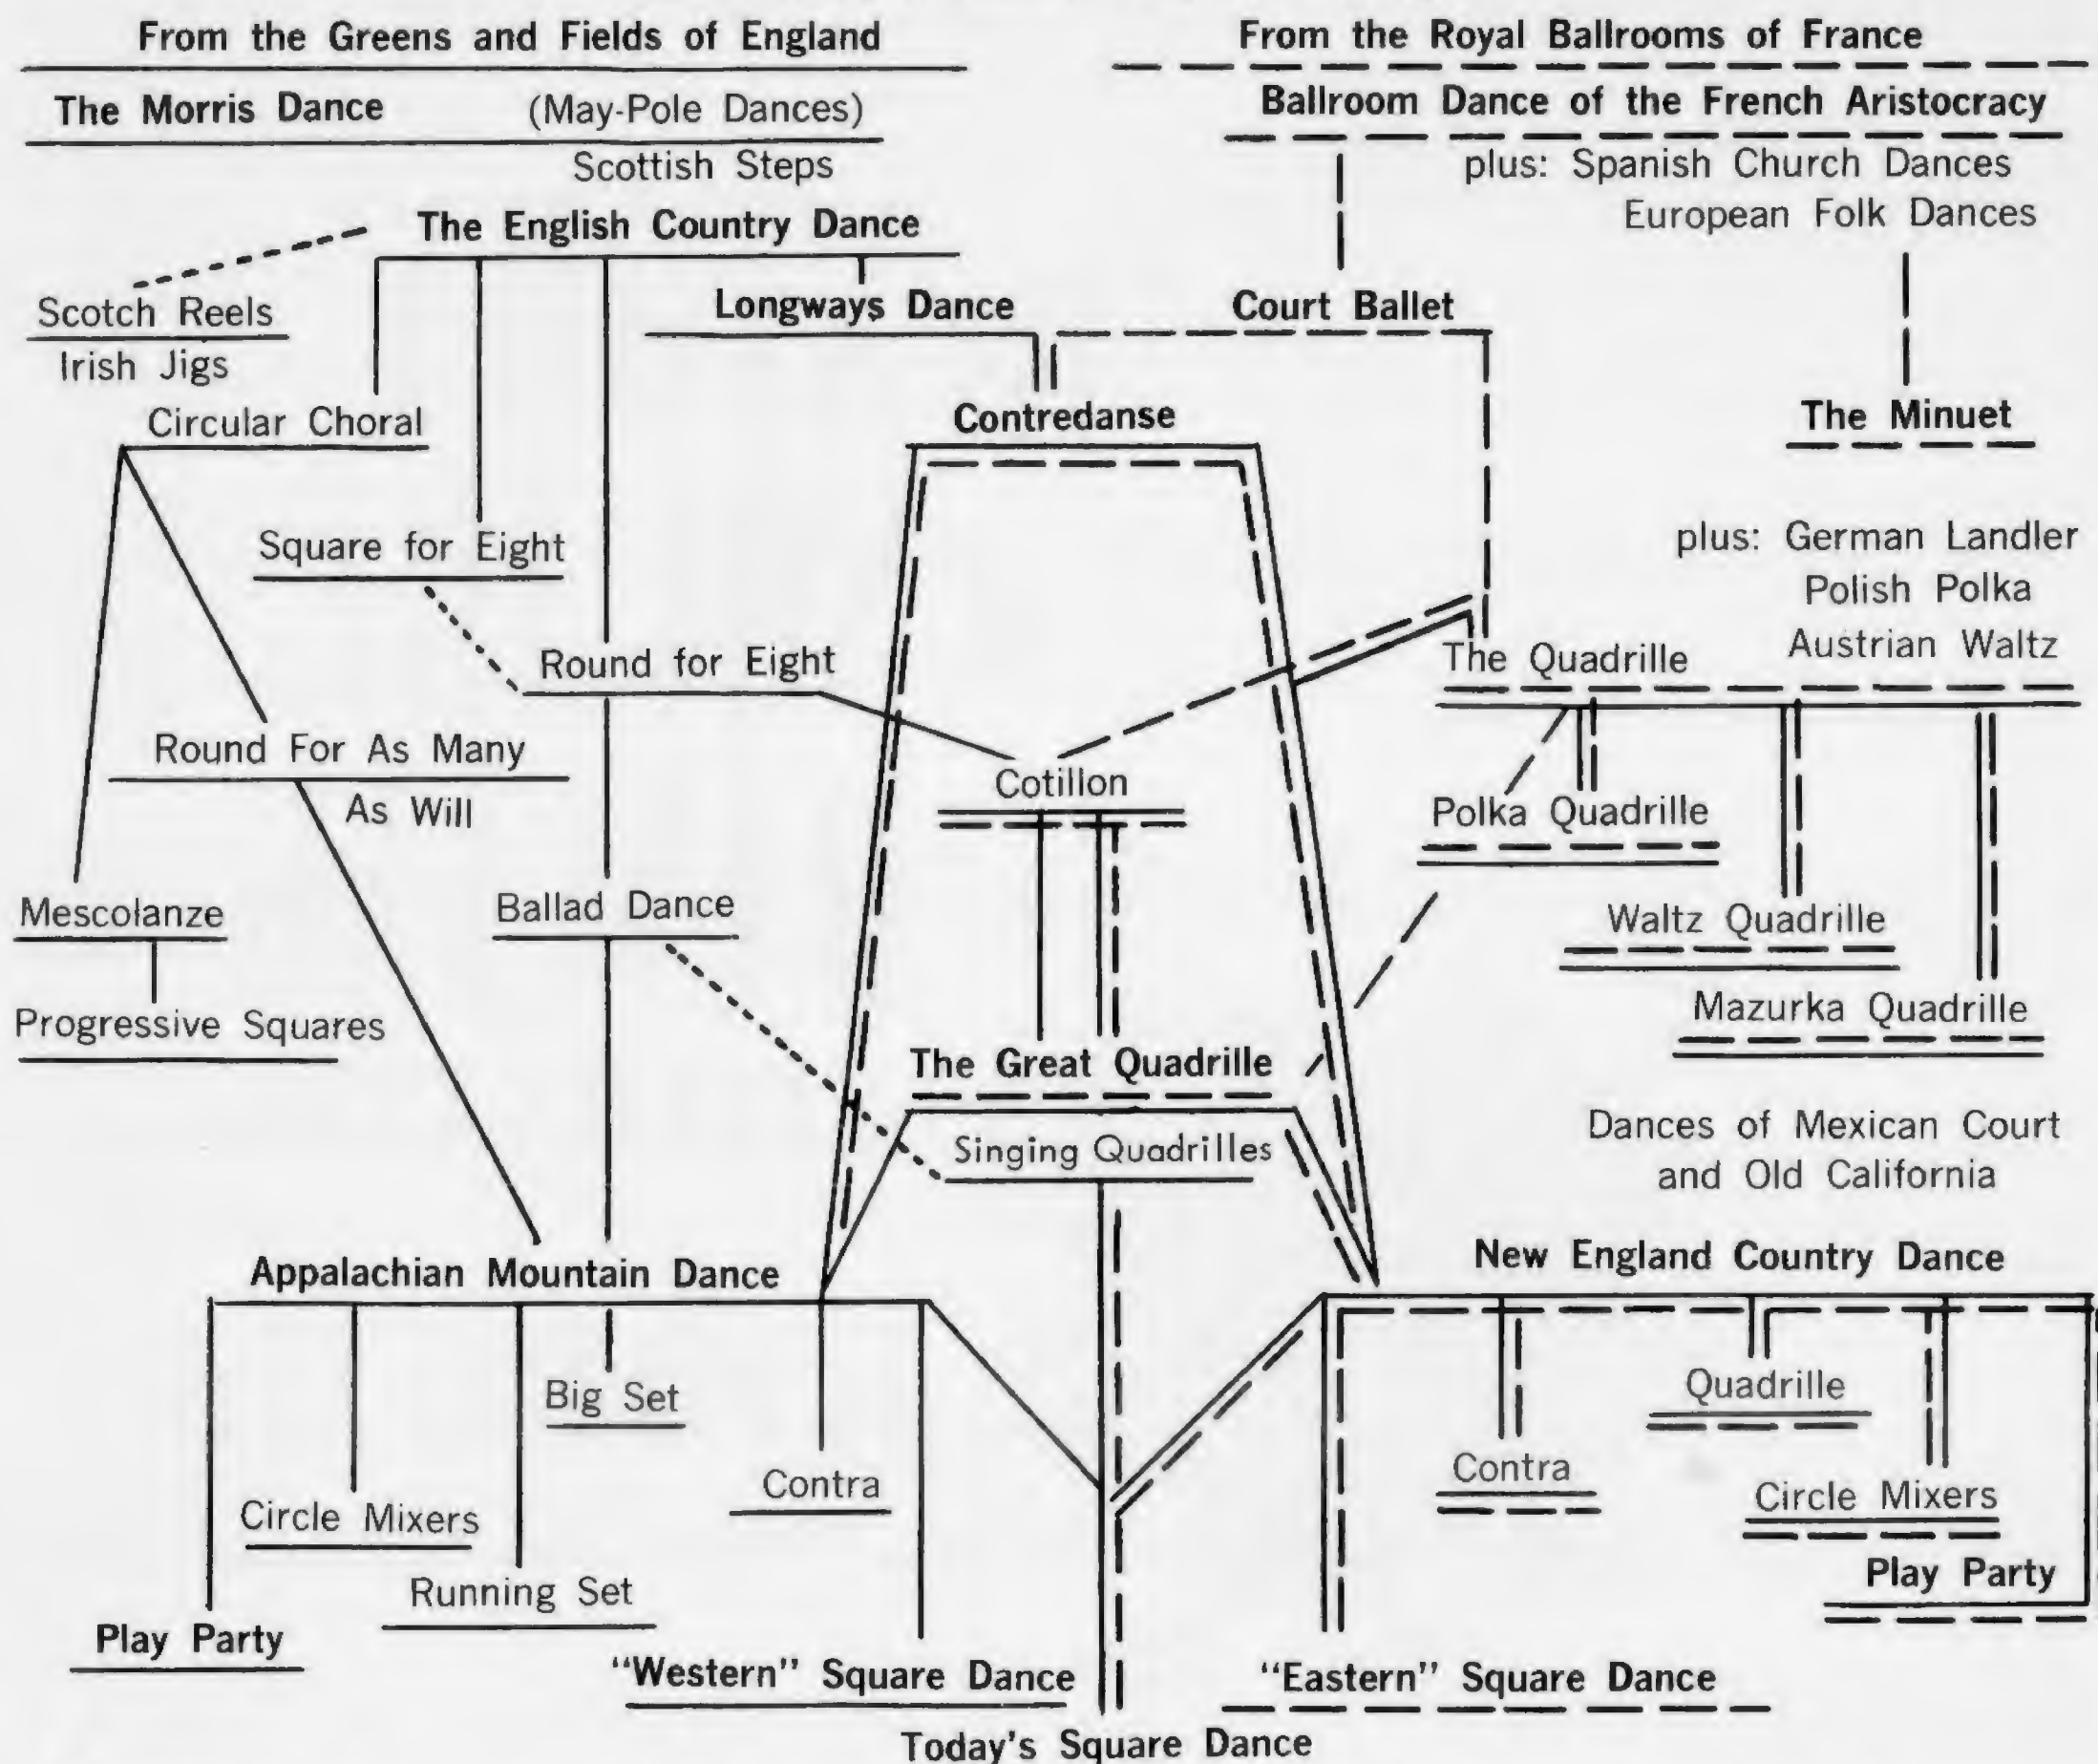 From the Greens and Fields of England
From the Royal Ballrooms of France
The Morris Dance (May-Pole Dances)
Ballroom Dance of the French Aristocracy
Scottish Steps
plus: Spanish Church Dances
European Folk Dances
The English Country Dance
Scotch Reels
Irish Jigs
Longways Dance
Court Ballet
Circular Choral
Contredanse
The Minuet
Square for Eight
plus: German Landler
Polish Polka
Austrian Waltz
Round for Eight
The Quadrille
Round For As Many
As Will
Cotillon
Polka Quadrille
Mescolanze
Ballad Dance
Waltz Quadrille
Progressive Squares
Mazurka Quadrille
The Great Quadrille
Singing Quadrilles
Dances of Mexican Court
and Old California
Appalachian Mountain Dance
New England Country Dance
Big Set
Quadrille
Contra
Contra
Circle Mixers
Circle Mixers
Running Set
Play Party
Play Party
"Western" Square Dance
"Eastern" Square Dance
Today's Square Dance